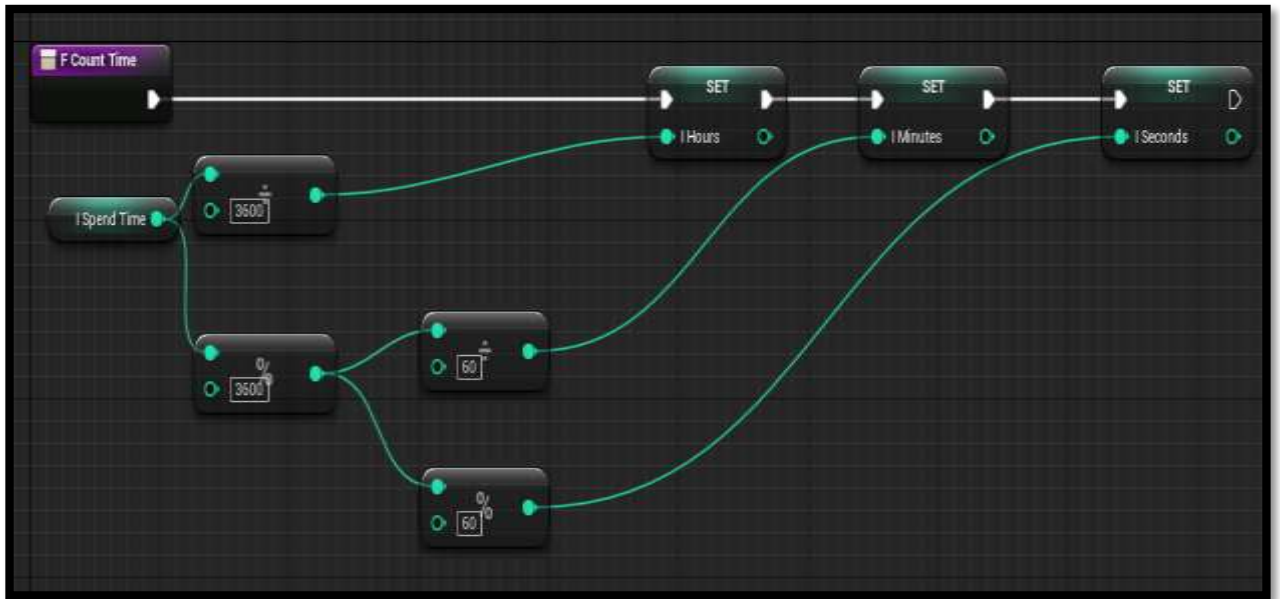 F Count Time
SET
SET
SET
I Hours
I Minutes
I Seconds
I Spend Time
÷
3600
%
3600
÷
60
%
60